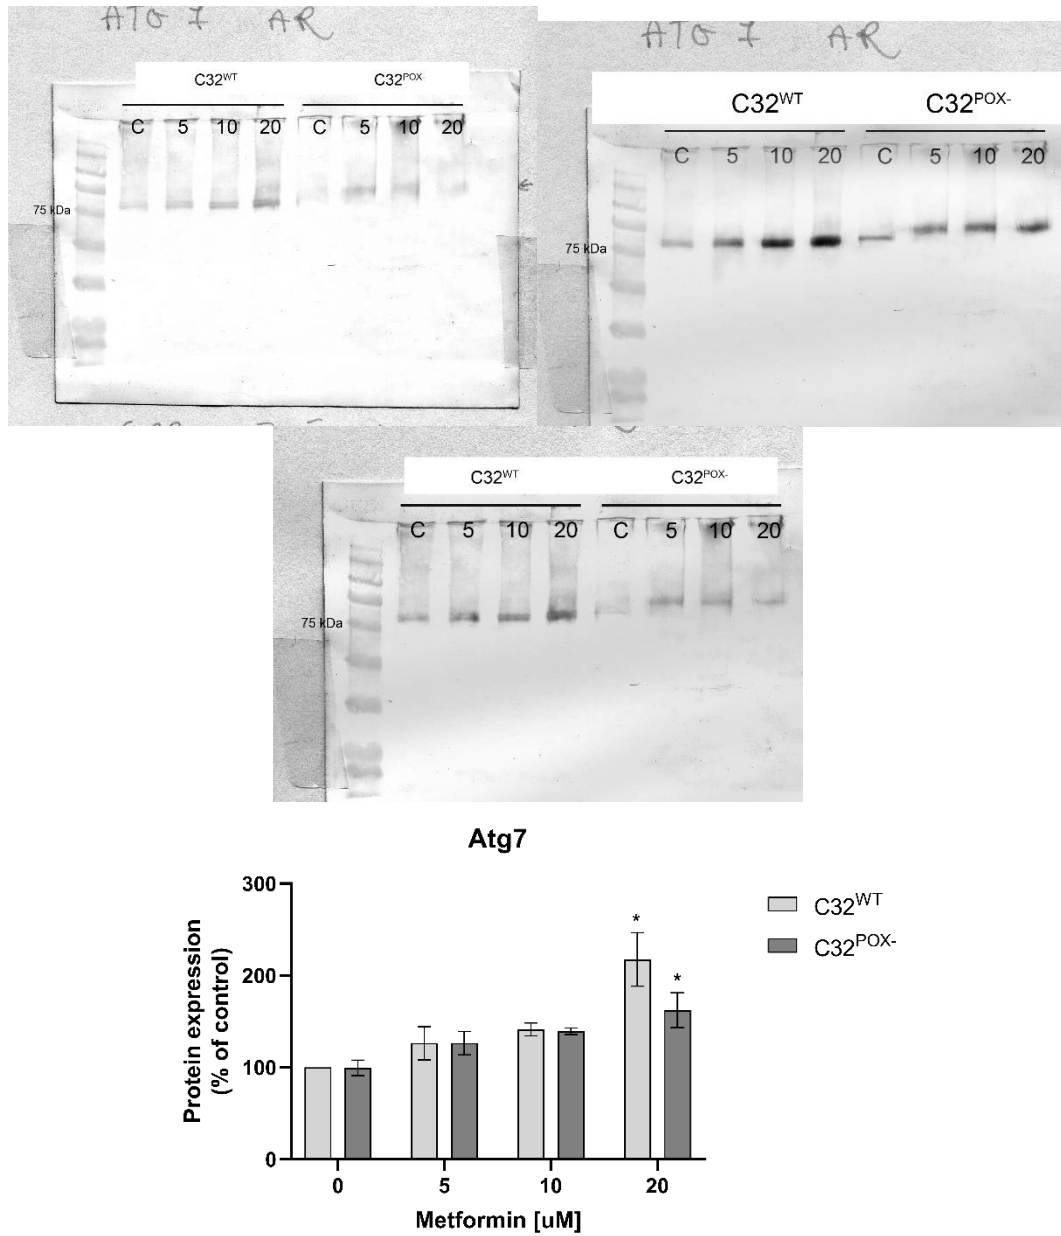 ATG 7 AR
C32WT C32POX
C 5 10 20 C 5 10 20
75 kDa
ATG 7 AR
C32WT C32POX-
C 5 10 20 C 5 10 20
75 kDa
C32WT C32POX-
C 5 10 20 C 5 10 20
75 kDa
Atg7
Protein expression
(% of control)
300
200
100
0
* *
0 5 10 20
Metformin [uM]
C32WT
C32POX-